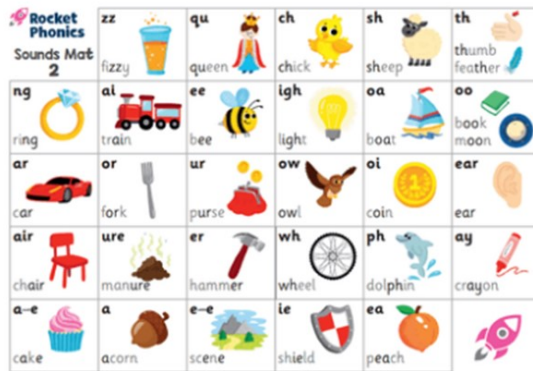 Rocket
Phonics
Sounds Mat
2
zz
fizzy
qu
queen
ch
chick
sh
sheep
th
thumb
feather
ng
ring
ai
train
ee
bee
igh
light
oa
boat
oo
book
moon
ar
car
or
fork
ur
purse
ow
owl
oi
coin
1
ear
ear
air
chair
ure
manure
er
hammer
wh
wheel
ph
dolphin
ay
crayon
a–e
cake
a
acorn
e–e
scene
ie
shield
ea
peach